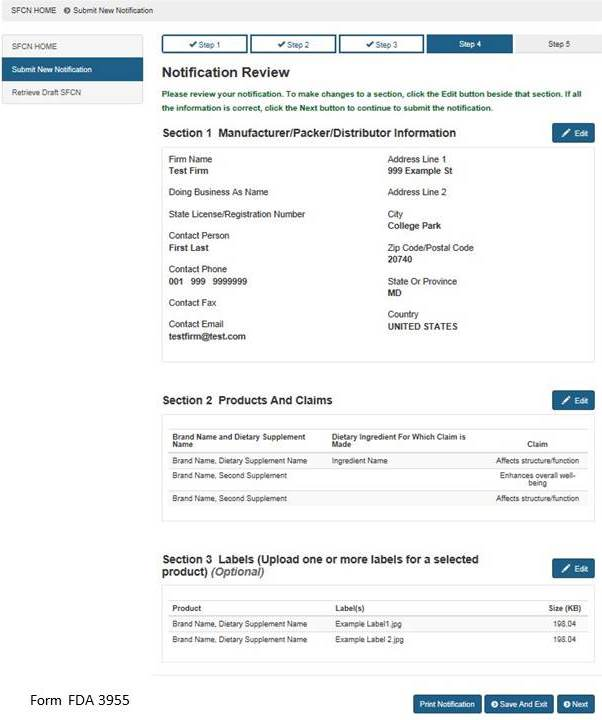 SFCN HOME Submit New Notification
SFCN HOME
Submit New Notification
Retrieve Draft SFCN
Step 1 Step 2 Step 3 Step 4 Step 5
Notification Review
Please review your notification. To make changes to a section, click the Edit button beside that section. If all
the information is correct, click the Next button to continue to submit the notification.
Section 1 Manufacturer/Packer/Distributor Information
Edit
Firm Name
Test Firm
Doing Business As Name
State License/Registration Number
Contact Person
First Last
Contact Phone
001 999 9999999
Contact Fax
Contact Email
testfirm@test.com
Address Line 1
999 Example St
Address Line 2
City
College Park
Zip Code/Postal Code
20740
State Or Province
MD
Country
UNITED STATES
Section 2 Products And Claims
Edit
Brand Name and Dietary Supplement
Name
Dietary Ingredient For Which Claim is
Made
Claim
Brand Name, Dietary Supplement Name Ingredient Name Affects structure/function
Brand Name, Second Supplement Enhances overall well-
being
Brand Name, Second Supplement Affects structure/function
Section 3 Labels (Upload one or more labels for a selected
product) (Optional)
Edit
Product Label(s) Size (KB)
Brand Name, Dietary Supplement Name Example Label1.jpg 198.04
Brand Name, Dietary Supplement Name Example Label 2.jpg 198.04
Form FDA 3955
Print Notification Save And Exit Next